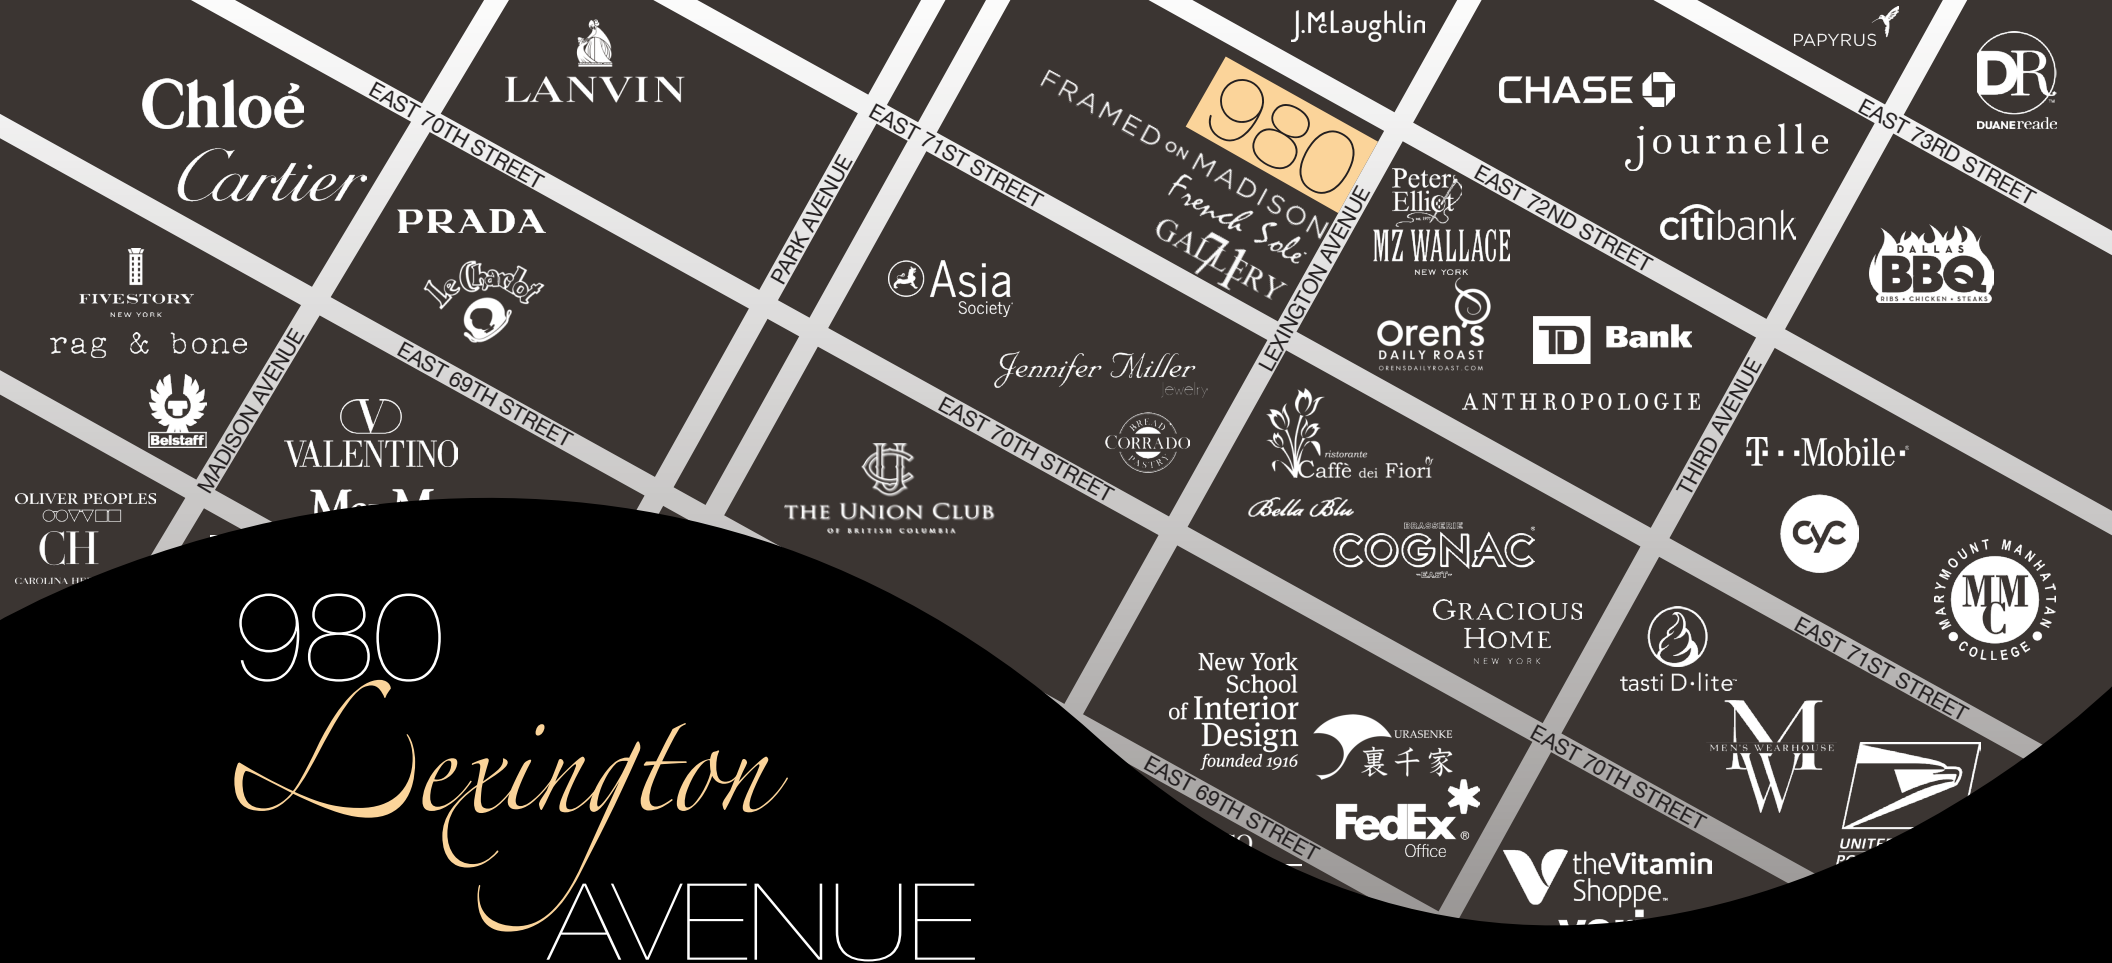 J.McLaughlin
PAPYRUS
DR
DUANEreade
Chloé
Cartier
EAST 70TH STREET
LANVIN
EAST 71ST STREET
PARK AVENUE
FRAMED ON MADISON
980
French Solé
GALLERY
71
LEXINGTON AVENUE
CHASE
journelle
EAST 73RD STREET
Peter
Elliot
MZ WALLACE
NEW YORK
EAST 72ND STREET
citibank
DALLAS
BBQ
RIBS • CHICKEN • STEAKS
PRADA
Le Charlot
FIVESTORY
NEW YORK
rag & bone
Belstaff
MADISON AVENUE
EAST 69TH STREET
Asia
Society
Jennifer Miller
jewelry
BREAD
CORRADO
PASTRY
EAST 70TH STREET
Oren's
DAILY ROAST
ORENSDAILYROAST.COM
TD Bank
ANTHROPOLOGIE
THIRD AVENUE
T··Mobile·
cyc
MARYMOUNT MANHATTAN
MMC
COLLEGE
V
VALENTINO
OLIVER PEOPLES
CH
THE UNION CLUB
OF BRITISH COLUMBIA
ristorante
Caffè dei Fiori
Bella Blu
BRASSERIE
COGNAC
-EAST-
GRACIOUS
HOME
NEW YORK
tasti D·lite
EAST 71ST STREET
MW
MEN'S WEARHOUSE
New York
School
of Interior
Design
founded 1916
URASENKE
裏千家
EAST 69TH STREET
FedEx®
Office
EAST 70TH STREET
theVitamin
Shoppe
980
Lexington
AVENUE